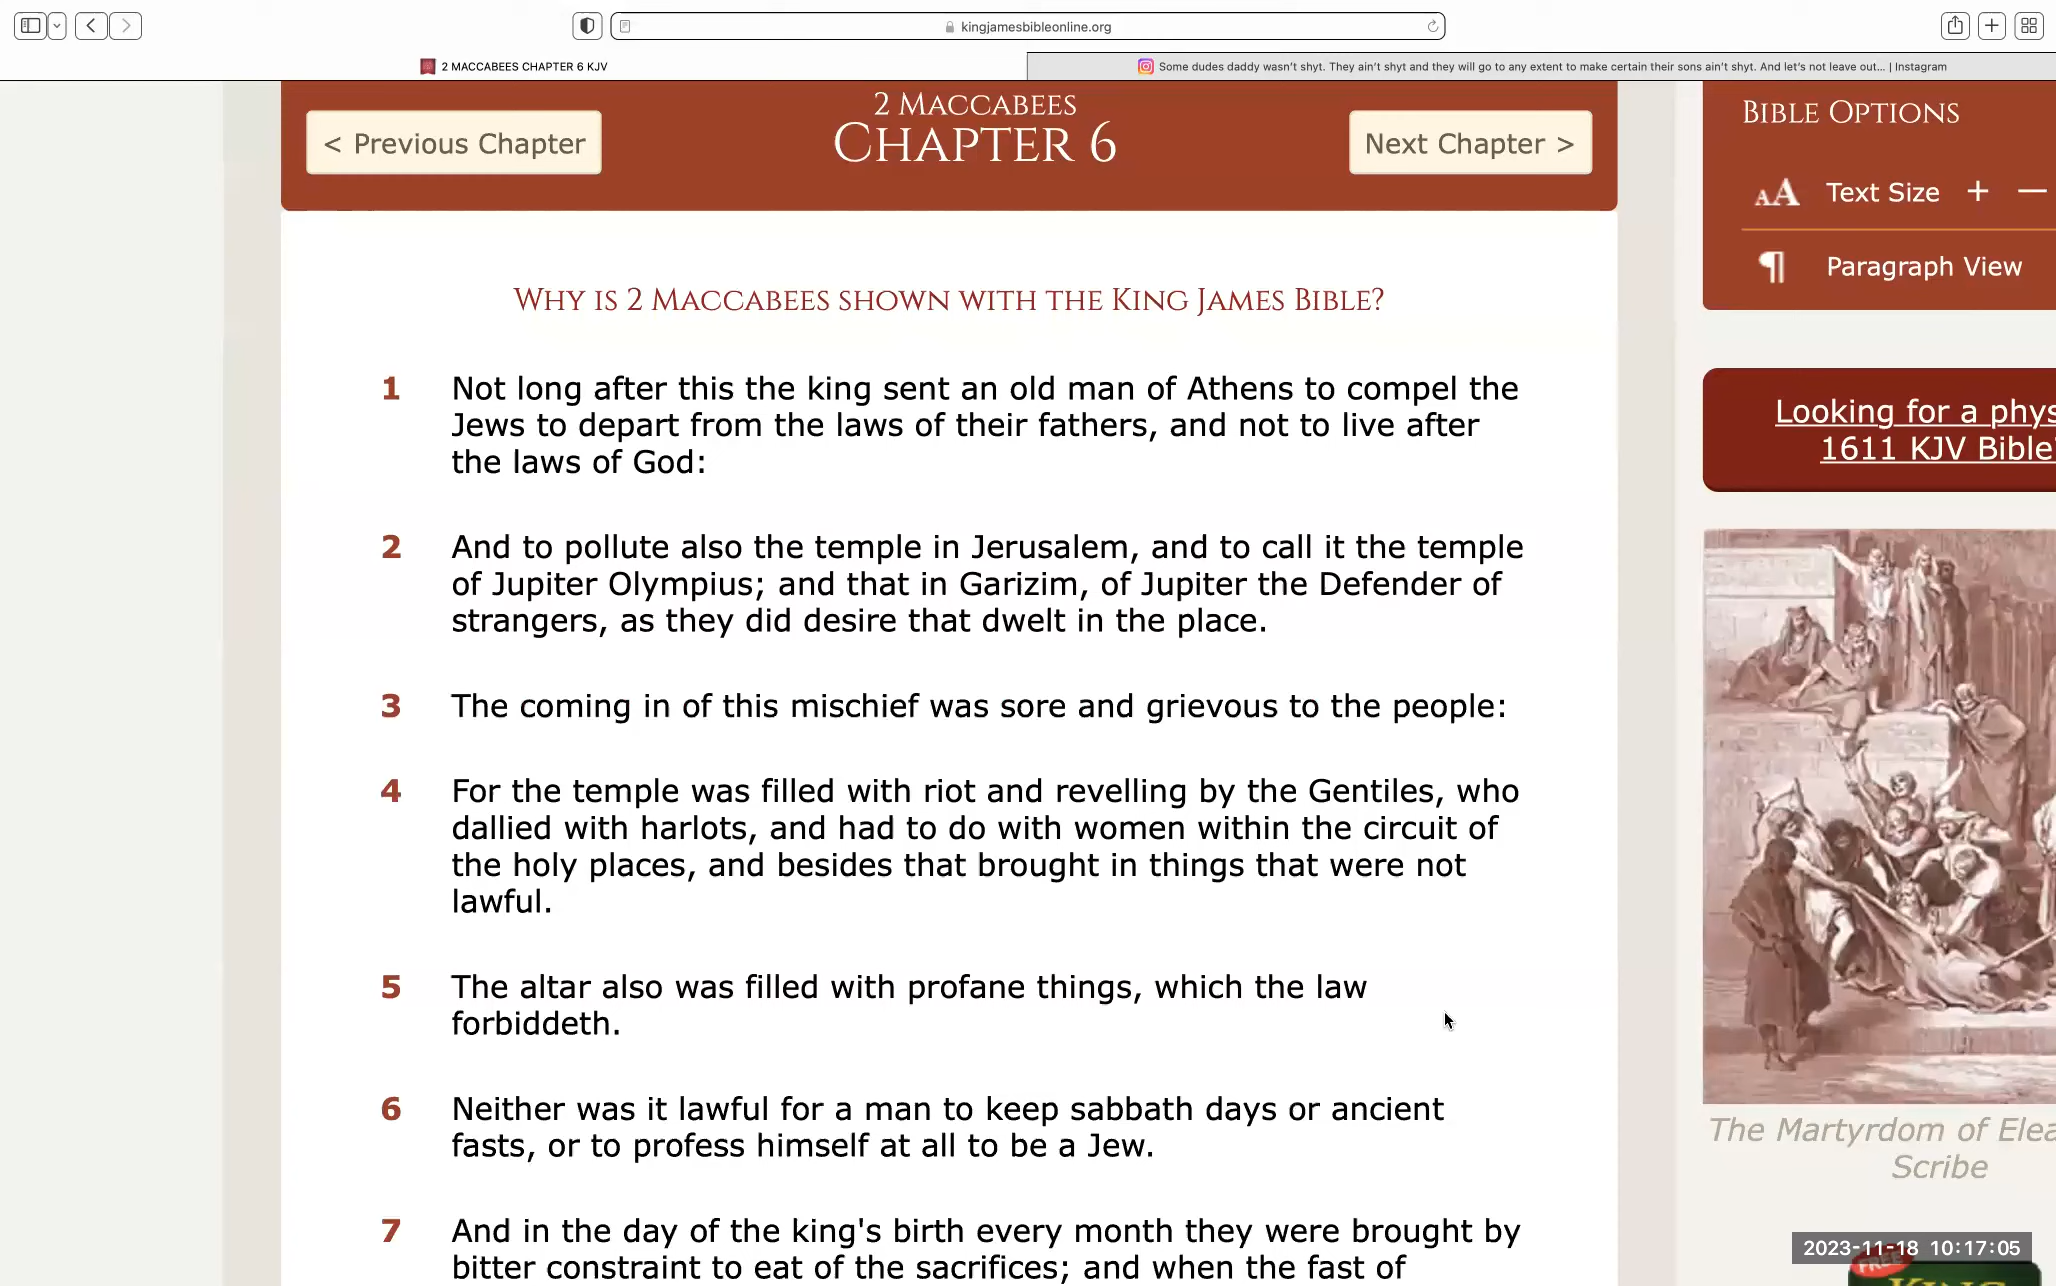 kingjamesbibleonline.org
2 MACCABEES CHAPTER 6 KJV
Some dudes daddy wasn't shyt. They ain't shyt and they will go to any extent to make certain their sons ain't shyt. And let's not leave out... | Instagram
2 Maccabees
Chapter 6
< Previous Chapter
Next Chapter >
Bible Options
AA Text Size + —
¶ Paragraph View
Why is 2 Maccabees shown with the King James Bible?
1 Not long after this the king sent an old man of Athens to compel the
Jews to depart from the laws of their fathers, and not to live after
the laws of God:
2 And to pollute also the temple in Jerusalem, and to call it the temple
of Jupiter Olympius; and that in Garizim, of Jupiter the Defender of
strangers, as they did desire that dwelt in the place.
3 The coming in of this mischief was sore and grievous to the people:
4 For the temple was filled with riot and revelling by the Gentiles, who
dallied with harlots, and had to do with women within the circuit of
the holy places, and besides that brought in things that were not
lawful.
5 The altar also was filled with profane things, which the law
forbiddeth.
6 Neither was it lawful for a man to keep sabbath days or ancient
fasts, or to profess himself at all to be a Jew.
7 And in the day of the king's birth every month they were brought by
bitter constraint to eat of the sacrifices; and when the fast of
Looking for a phys
1611 KJV Bible
The Martyrdom of Elea
Scribe
2023-11-18 10:17:05
FREE